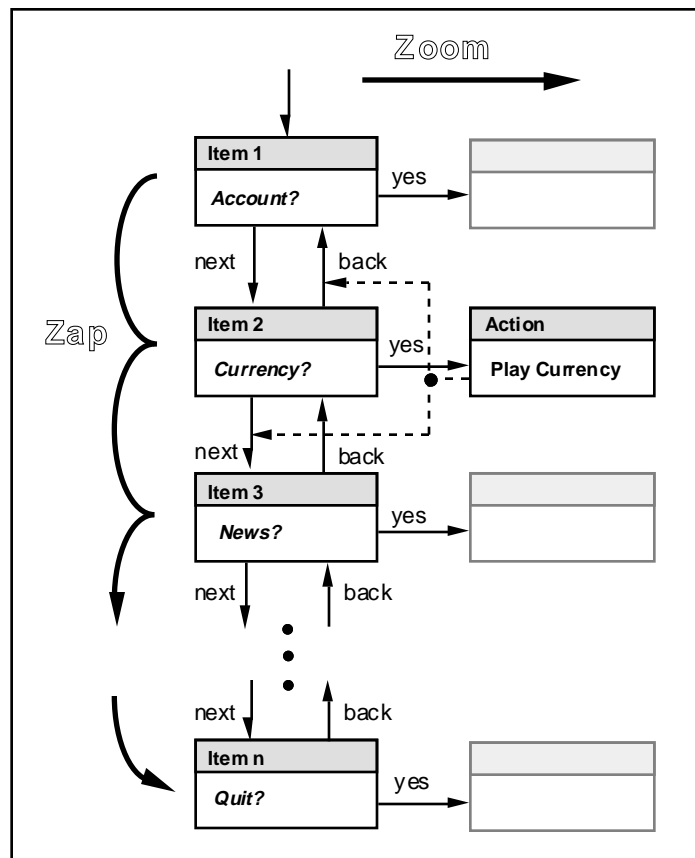 Zoom
Item 1
Account?
yes
next
back
Zap
Item 2
Currency?
yes
Action
Play Currency
next
back
Item 3
News?
yes
next
back
next
back
Item n
Quit?
yes